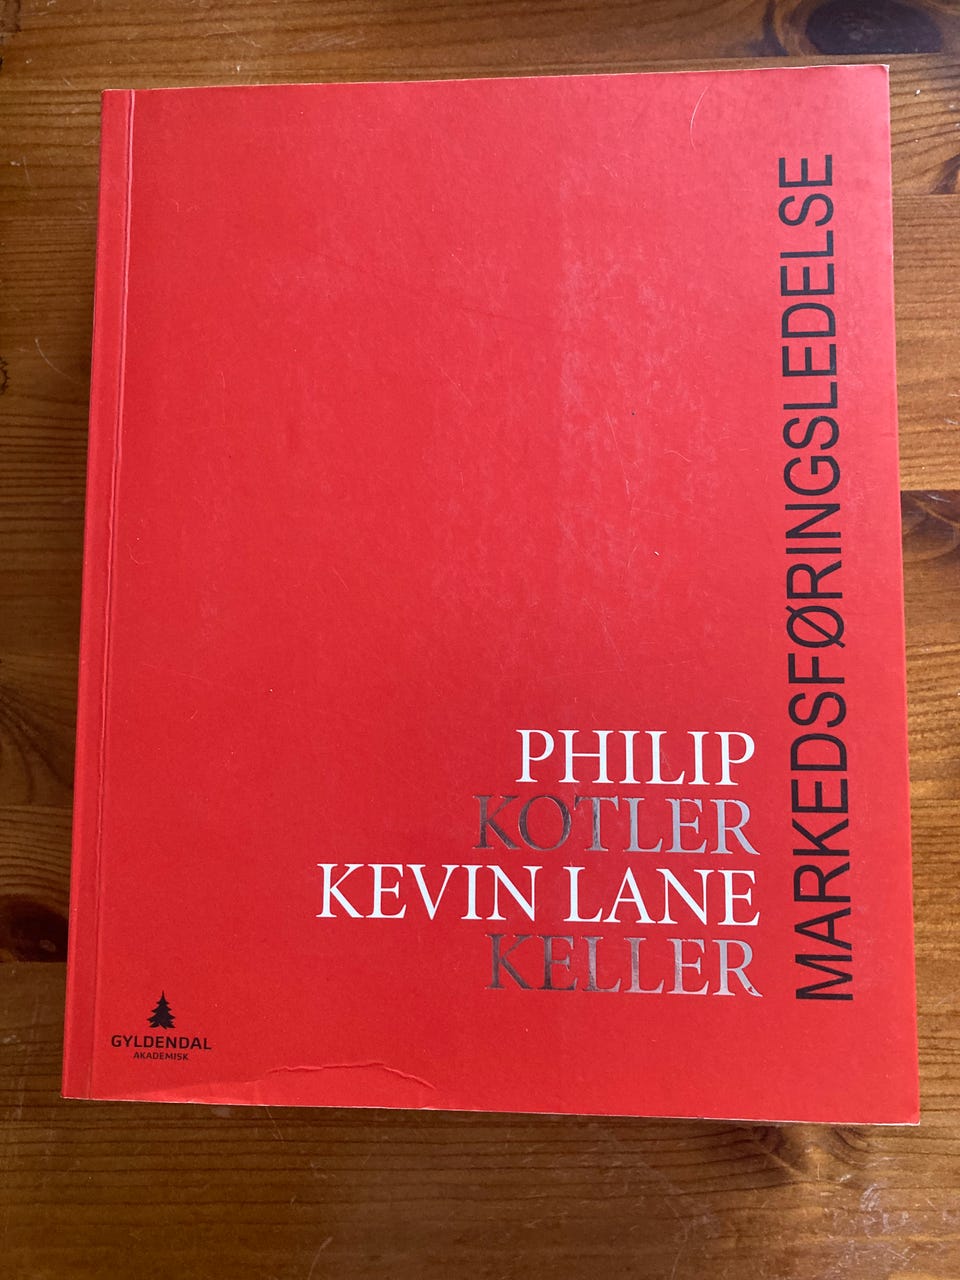 MARKEDSFØRINGSLEDELSE
PHILIP
KOTLER
KEVIN LANE
KELLER
GYLDENDAL
AKADEMISK